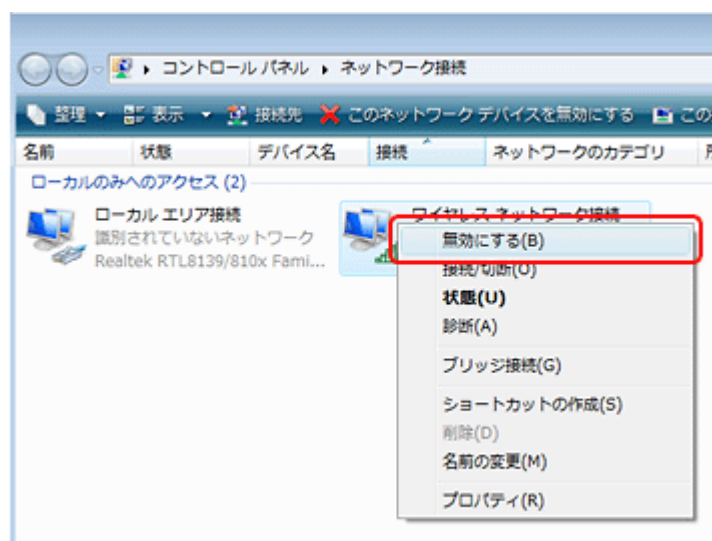 コントロール パネル ▸ ネットワーク接続
整理 表示 接続先 このネットワーク デバイスを無効にする この
名前 状態 デバイス名 接続 ネットワークのカテゴリ
ローカルのみへのアクセス (2)
ローカル エリア接続
識別されていないネットワーク
Realtek RTL8139/810x Fami...
ワイヤレス ネットワーク接続
無効にする(B)
接続/切断(O)
状態(U)
診断(A)
ブリッジ接続(G)
ショートカットの作成(S)
削除(D)
名前の変更(M)
プロパティ(R)